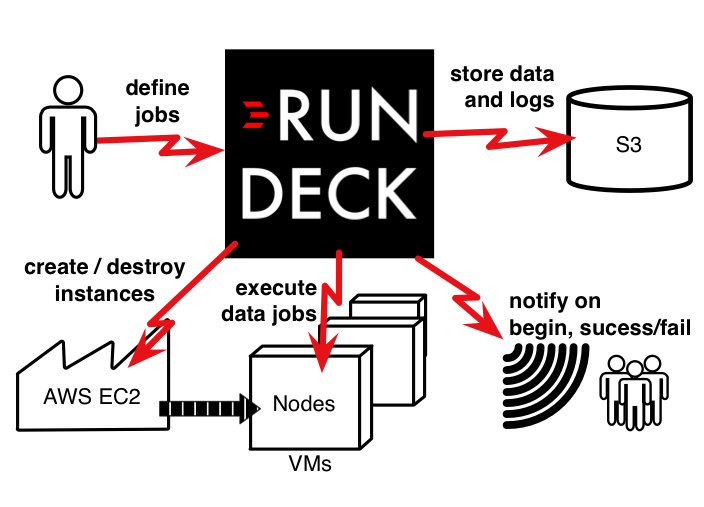 define
jobs
RUN
DECK
store data
and logs
S3
create / destroy
instances
execute
data jobs
notify on
begin, sucess/fail
AWS EC2
Nodes
VMs